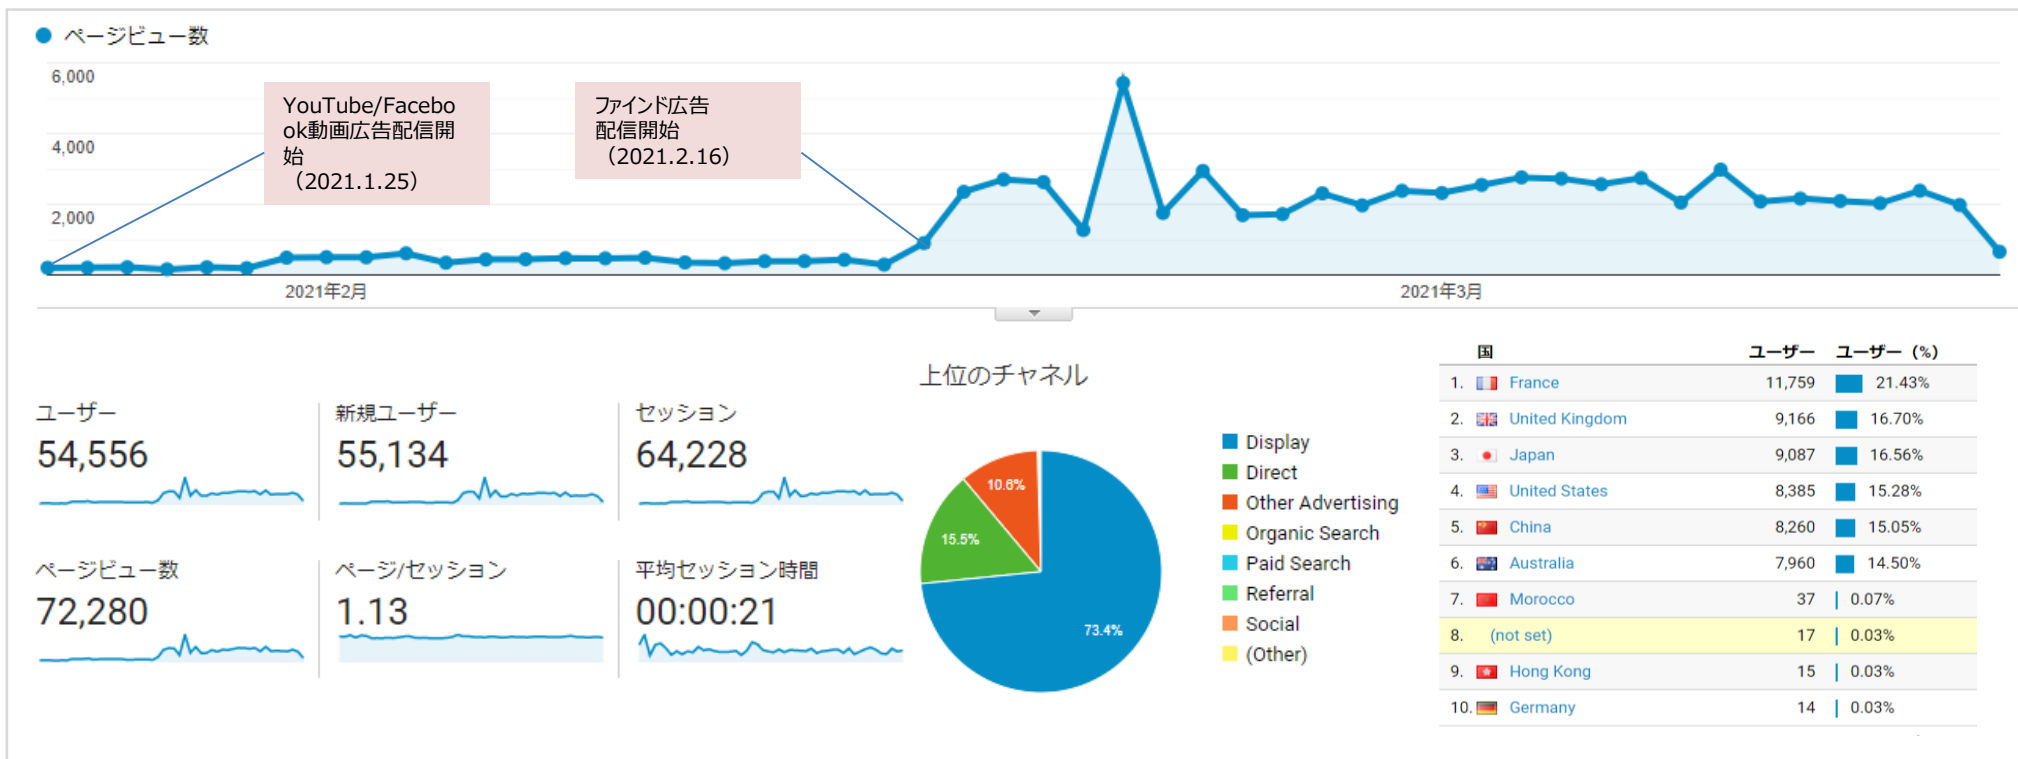 ページビュー数
6,000
4,000
2,000
YouTube/Facebo
ok動画広告配信開
始
（2021.1.25）
ファインド広告
配信開始
（2021.2.16）
2021年2月
2021年3月
ユーザー
54,556
新規ユーザー
55,134
セッション
64,228
ページビュー数
72,280
ページ/セッション
1.13
平均セッション時間
00:00:21
上位のチャネル
10.6%
15.5%
73.4%
Display
Direct
Other Advertising
Organic Search
Paid Search
Referral
Social
(Other)
国 ユーザー ユーザー（%）
1. France 11,759 21.43%
2. United Kingdom 9,166 16.70%
3. Japan 9,087 16.56%
4. United States 8,385 15.28%
5. China 8,260 15.05%
6. Australia 7,960 14.50%
7. Morocco 37 0.07%
8. (not set) 17 0.03%
9. Hong Kong 15 0.03%
10. Germany 14 0.03%